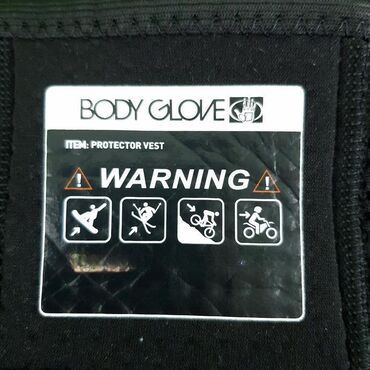 BODY GLOVE
ITEM: PROTECTOR VEST
WARNING